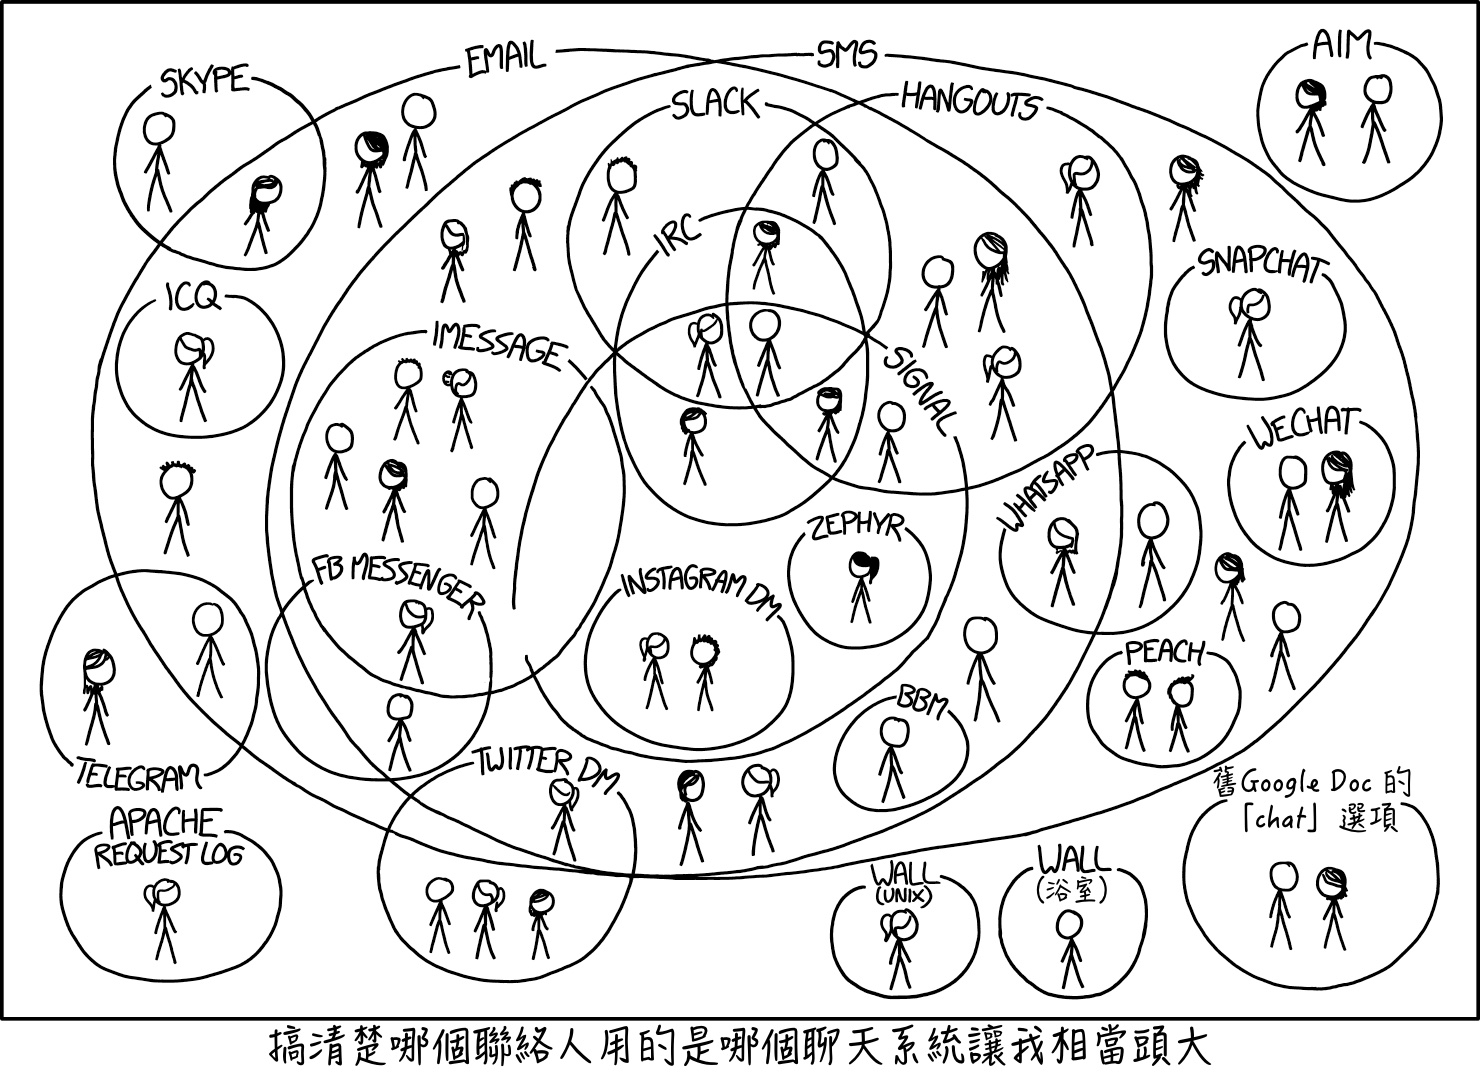 EMAIL
SMS
AIM
SKYPE
SLACK
HANGOUTS
IRC
SNAPCHAT
ICQ
IMESSAGE
SIGNAL
WECHAT
WHATSAPP
ZEPHYR
FB MESSENGER
INSTAGRAM DM
PEACH
BBM
TELEGRAM
TWITTER DM
舊Google Doc 的
「chat」 選項
APACHE
REQUEST LOG
WALL
(UNIX)
WALL
(浴室)
搞清楚哪個聯絡人用的是哪個聊天系統讓我相當頭大